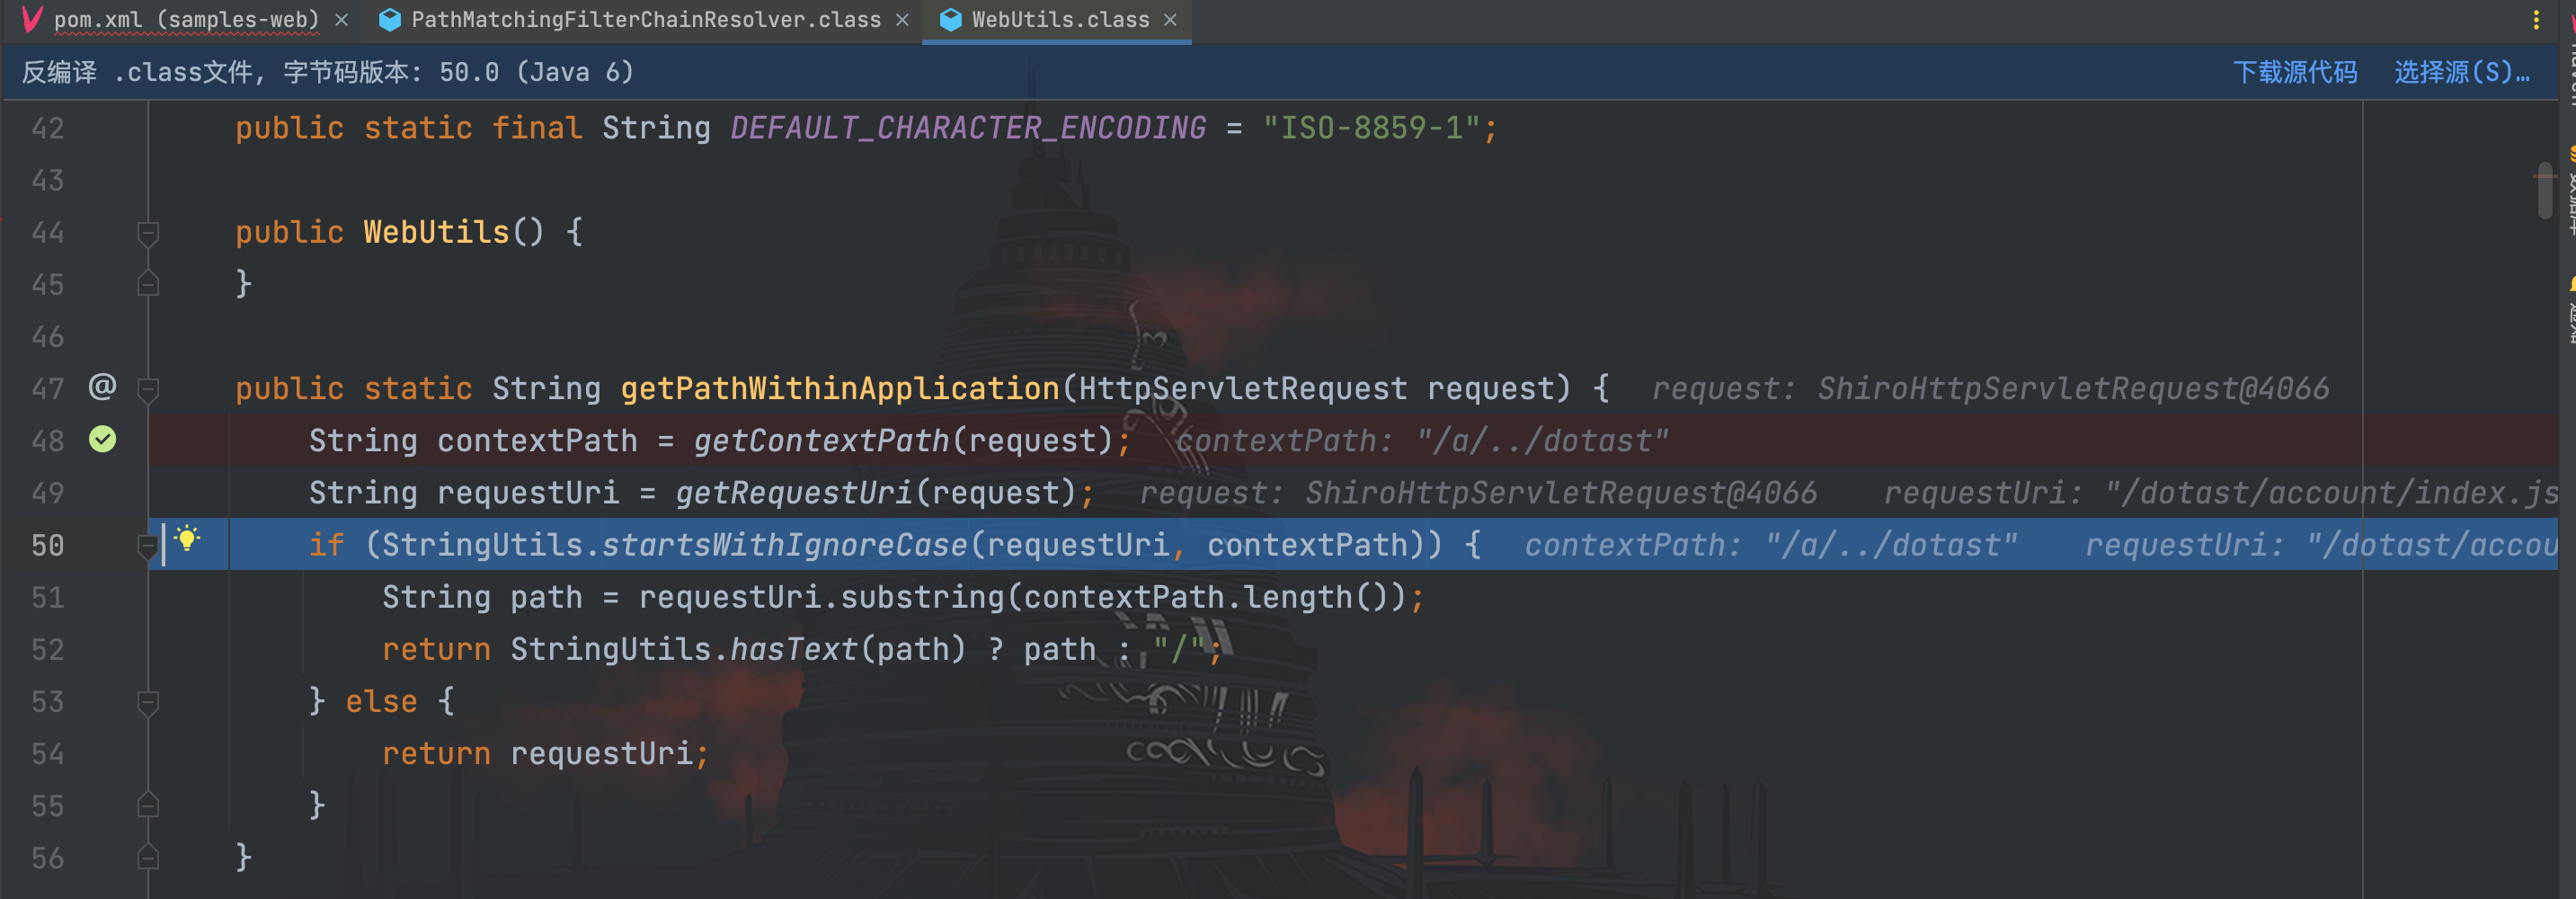 pom.xml (samples-web) PathMatchingFilterChainResolver.class WebUtils.class
反编译 .class文件, 字节码版本: 50.0 (Java 6) 下载源代码 选择源(S)…
42 public static final String DEFAULT_CHARACTER_ENCODING = "ISO-8859-1";
43
44 public WebUtils() {
45 }
46
47 @ public static String getPathWithinApplication(HttpServletRequest request) { request: ShiroHttpServletRequest@4066
48 String contextPath = getContextPath(request); contextPath: "/a/../dotast"
49 String requestUri = getRequestUri(request); request: ShiroHttpServletRequest@4066 requestUri: "/dotast/account/index.js
50 if (StringUtils.startsWithIgnoreCase(requestUri, contextPath)) { contextPath: "/a/../dotast" requestUri: "/dotast/accou
51 String path = requestUri.substring(contextPath.length());
52 return StringUtils.hasText(path) ? path : "/";
53 } else {
54 return requestUri;
55 }
56 }